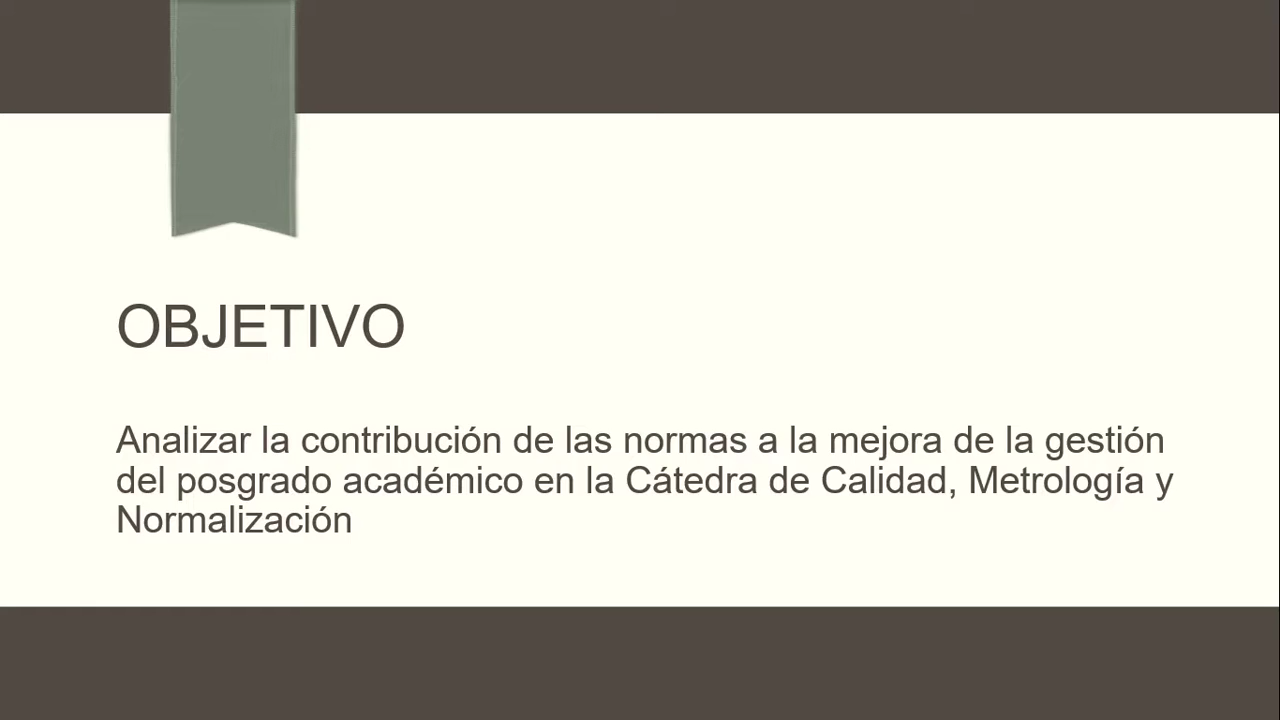 OBJETIVO
Analizar la contribución de las normas a la mejora de la gestión
del posgrado académico en la Cátedra de Calidad, Metrología y
Normalización